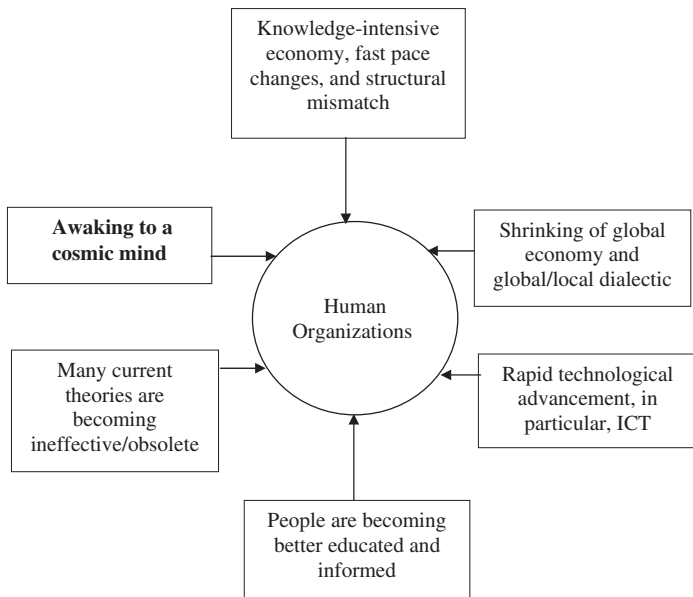 Knowledge-intensive
economy, fast pace
changes, and structural
mismatch
Awaking to a
cosmic mind
Shrinking of global
economy and
global/local dialectic
Human
Organizations
Many current
theories are
becoming
ineffective/obsolete
Rapid technological
advancement, in
particular, ICT
People are becoming
better educated and
informed